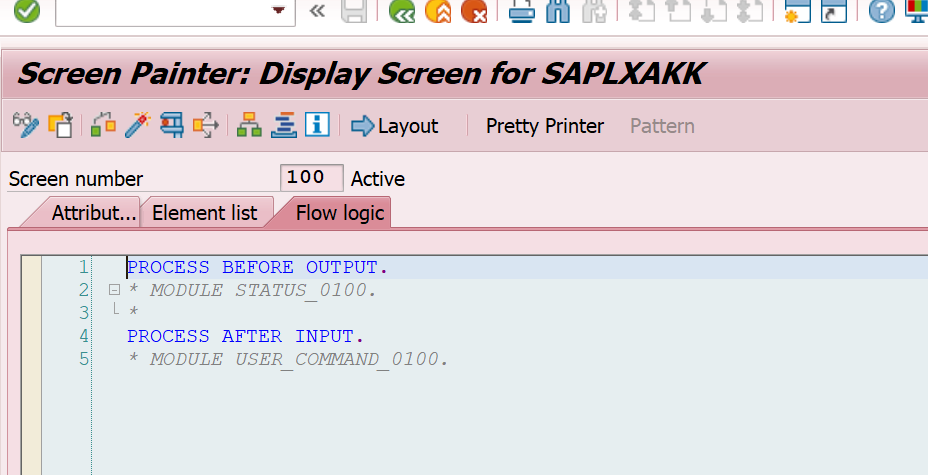 Screen Painter: Display Screen for SAPLXAKK
Layout Pretty Printer Pattern
Screen number 100 Active
Attribut... Element list Flow logic
1 PROCESS BEFORE OUTPUT.
2 * MODULE STATUS_0100.
3 *
4 PROCESS AFTER INPUT.
5 * MODULE USER_COMMAND_0100.